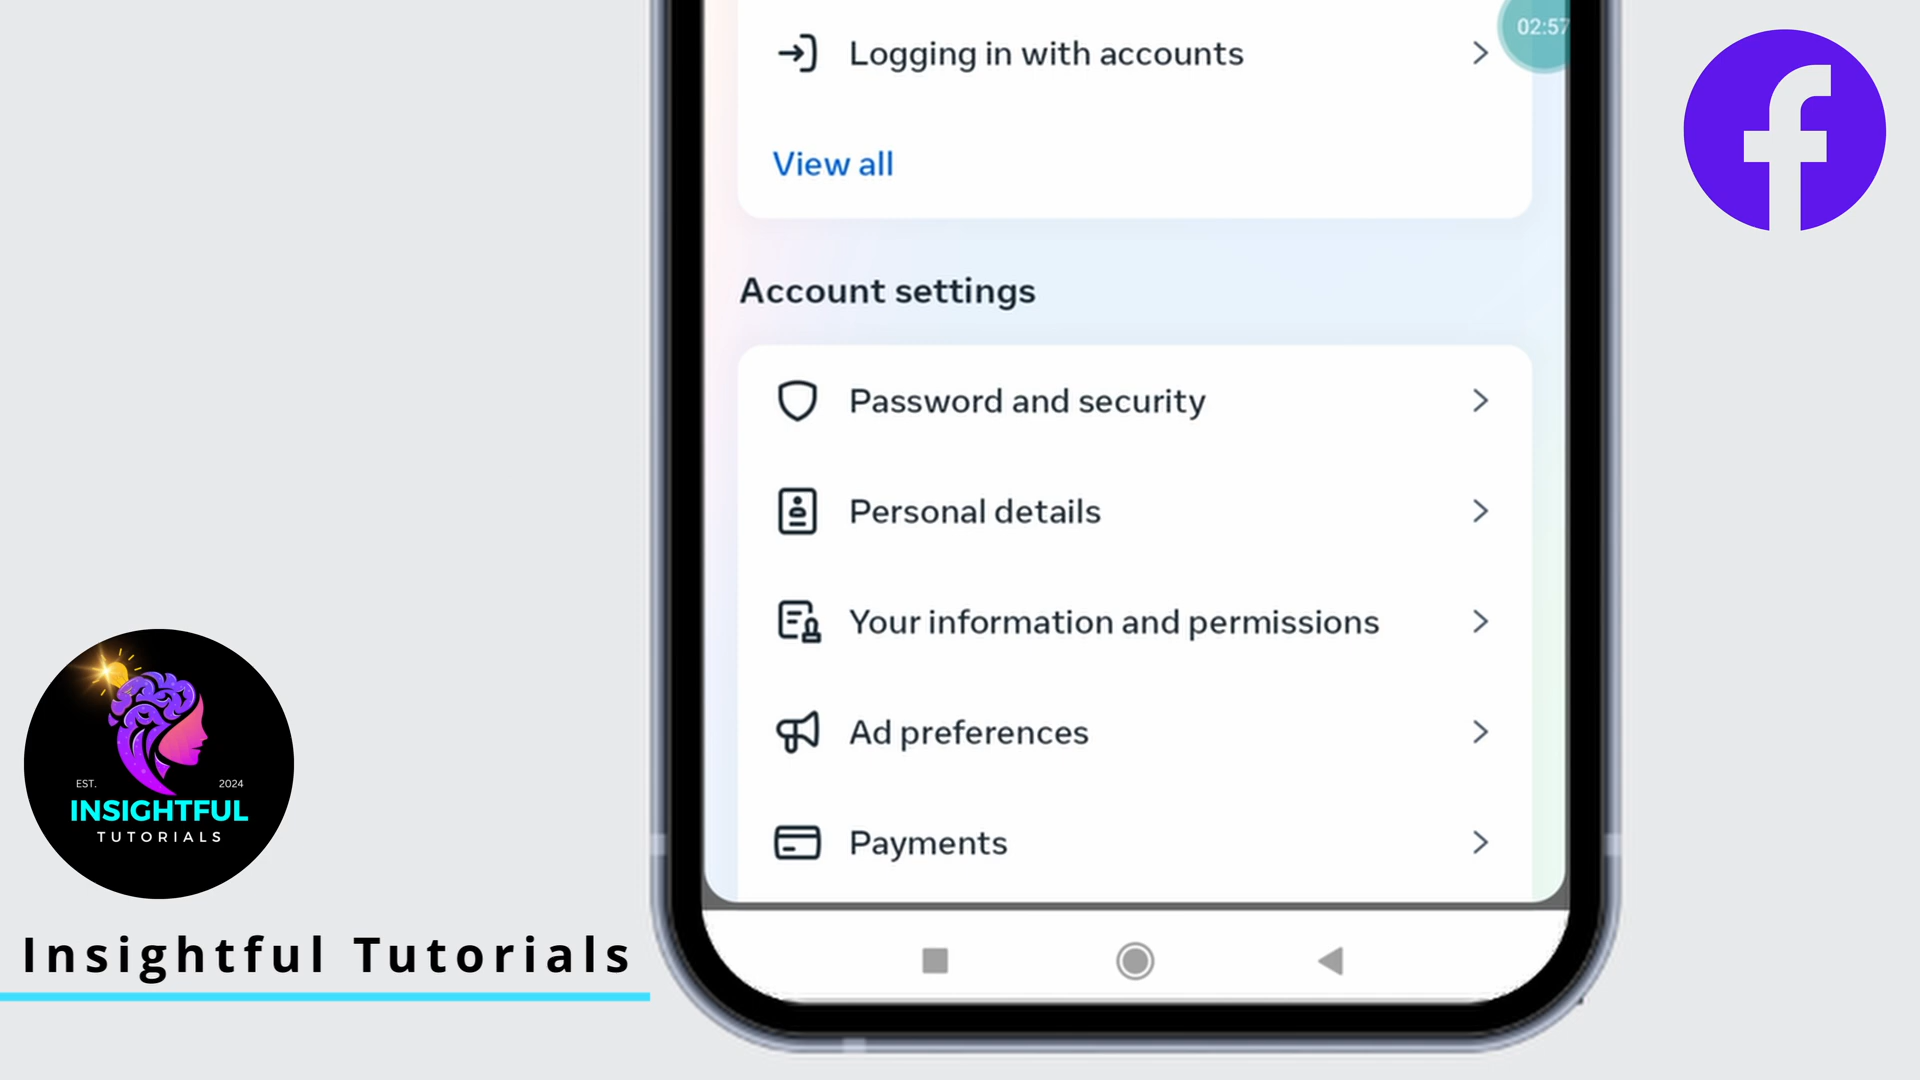 02:57
Logging in with accounts
View all
Account settings
Password and security
Personal details
Your information and permissions
Ad preferences
Payments
EST. 2024
INSIGHTFUL
TUTORIALS
Insightful Tutorials